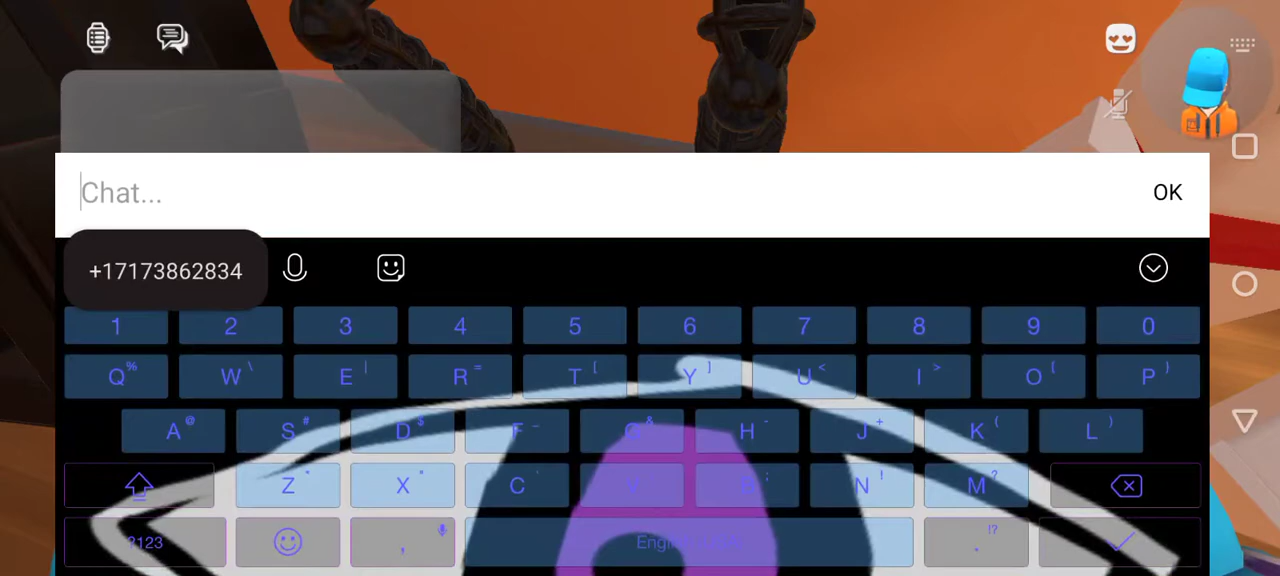 Chat...
OK
+17173862834
1 2 3 4 5 6 7 8 9 0
Q % W \ E | R = T [ Y ] U < I > O { P }
A @ S # D $ F _ G & H - J + K ( L )
Z * X " C ' V : B ; N ! M ?
?123 , . !?